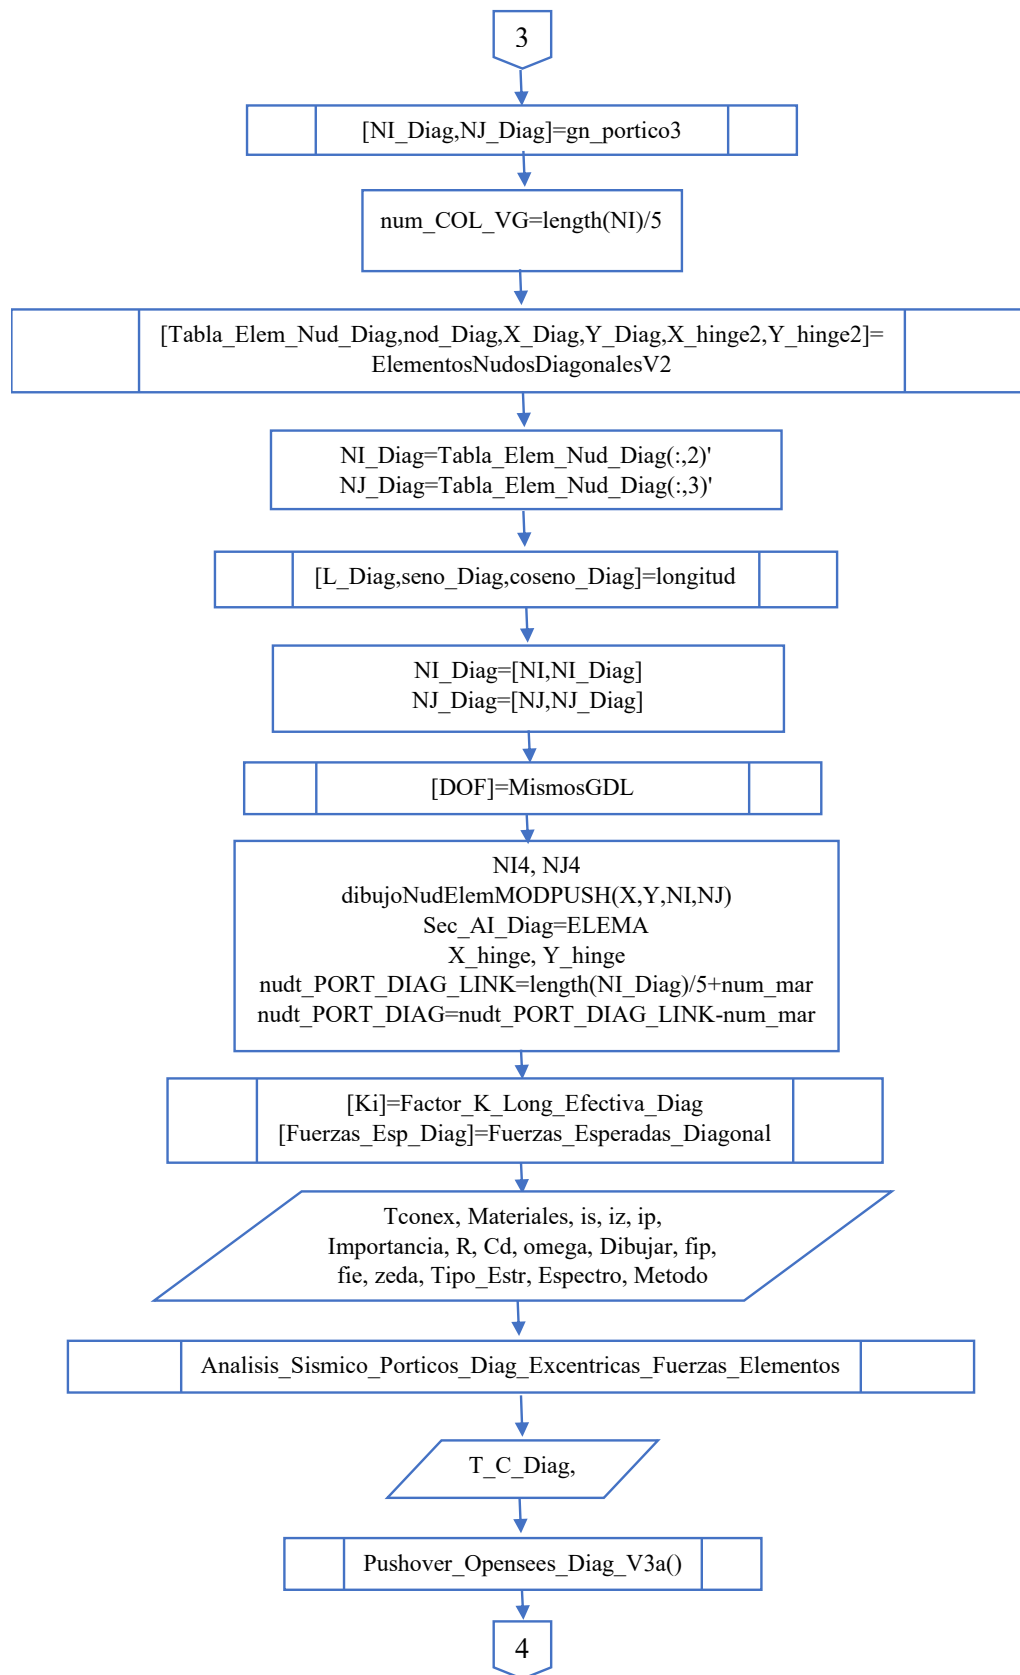 3
[NI_Diag,NJ_Diag]=gn_portico3
num_COL_VG=length(NI)/5
[Tabla_Elem_Nud_Diag,nod_Diag,X_Diag,Y_Diag,X_hinge2,Y_hinge2]=
ElementosNudosDiagonalesV2
NI_Diag=Tabla_Elem_Nud_Diag(:,2)'
NJ_Diag=Tabla_Elem_Nud_Diag(:,3)'
[L_Diag,seno_Diag,coseno_Diag]=longitud
NI_Diag=[NI,NI_Diag]
NJ_Diag=[NJ,NJ_Diag]
[DOF]=MismosGDL
NI4, NJ4
dibujoNudElemMODPUSH(X,Y,NI,NJ)
Sec_AI_Diag=ELEMA
X_hinge, Y_hinge
nudt_PORT_DIAG_LINK=length(NI_Diag)/5+num_mar
nudt_PORT_DIAG=nudt_PORT_DIAG_LINK-num_mar
[Ki]=Factor_K_Long_Efectiva_Diag
[Fuerzas_Esp_Diag]=Fuerzas_Esperadas_Diagonal
Tconex, Materiales, is, iz, ip,
Importancia, R, Cd, omega, Dibujar, fip,
fie, zeda, Tipo_Estr, Espectro, Metodo
Analisis_Sismico_Porticos_Diag_Excentricas_Fuerzas_Elementos
T_C_Diag,
Pushover_Opensees_Diag_V3a()
4